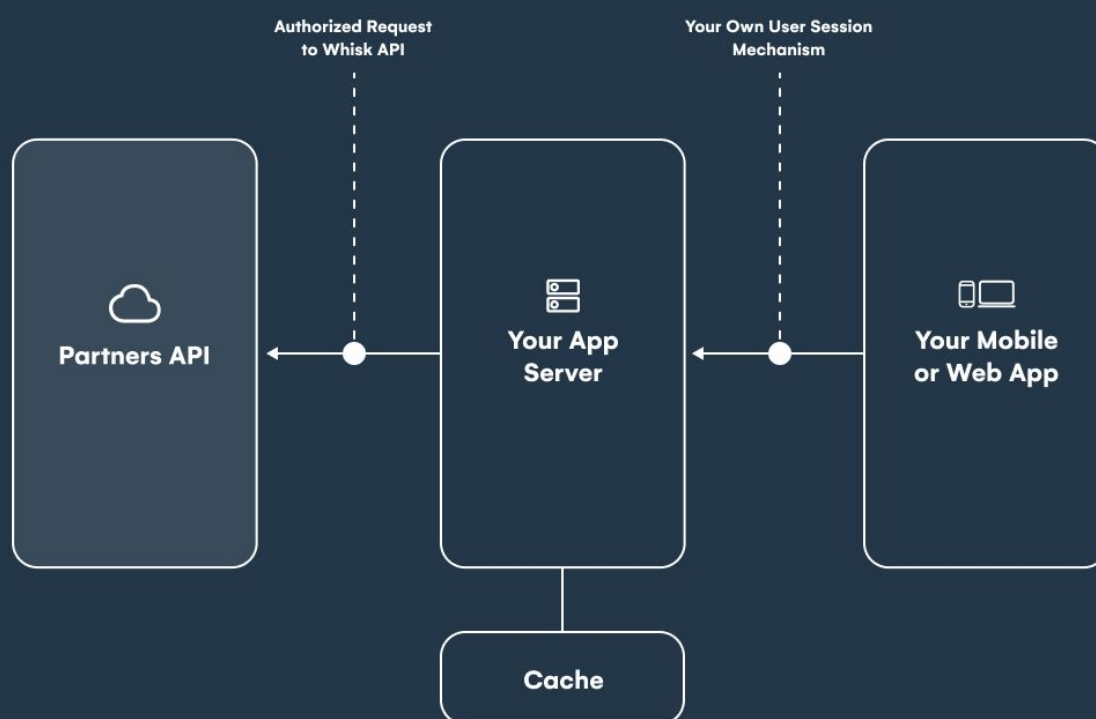 Authorized Request
to Whisk API
Your Own User Session
Mechanism
Partners API
Your App
Server
Your Mobile
or Web App
Cache